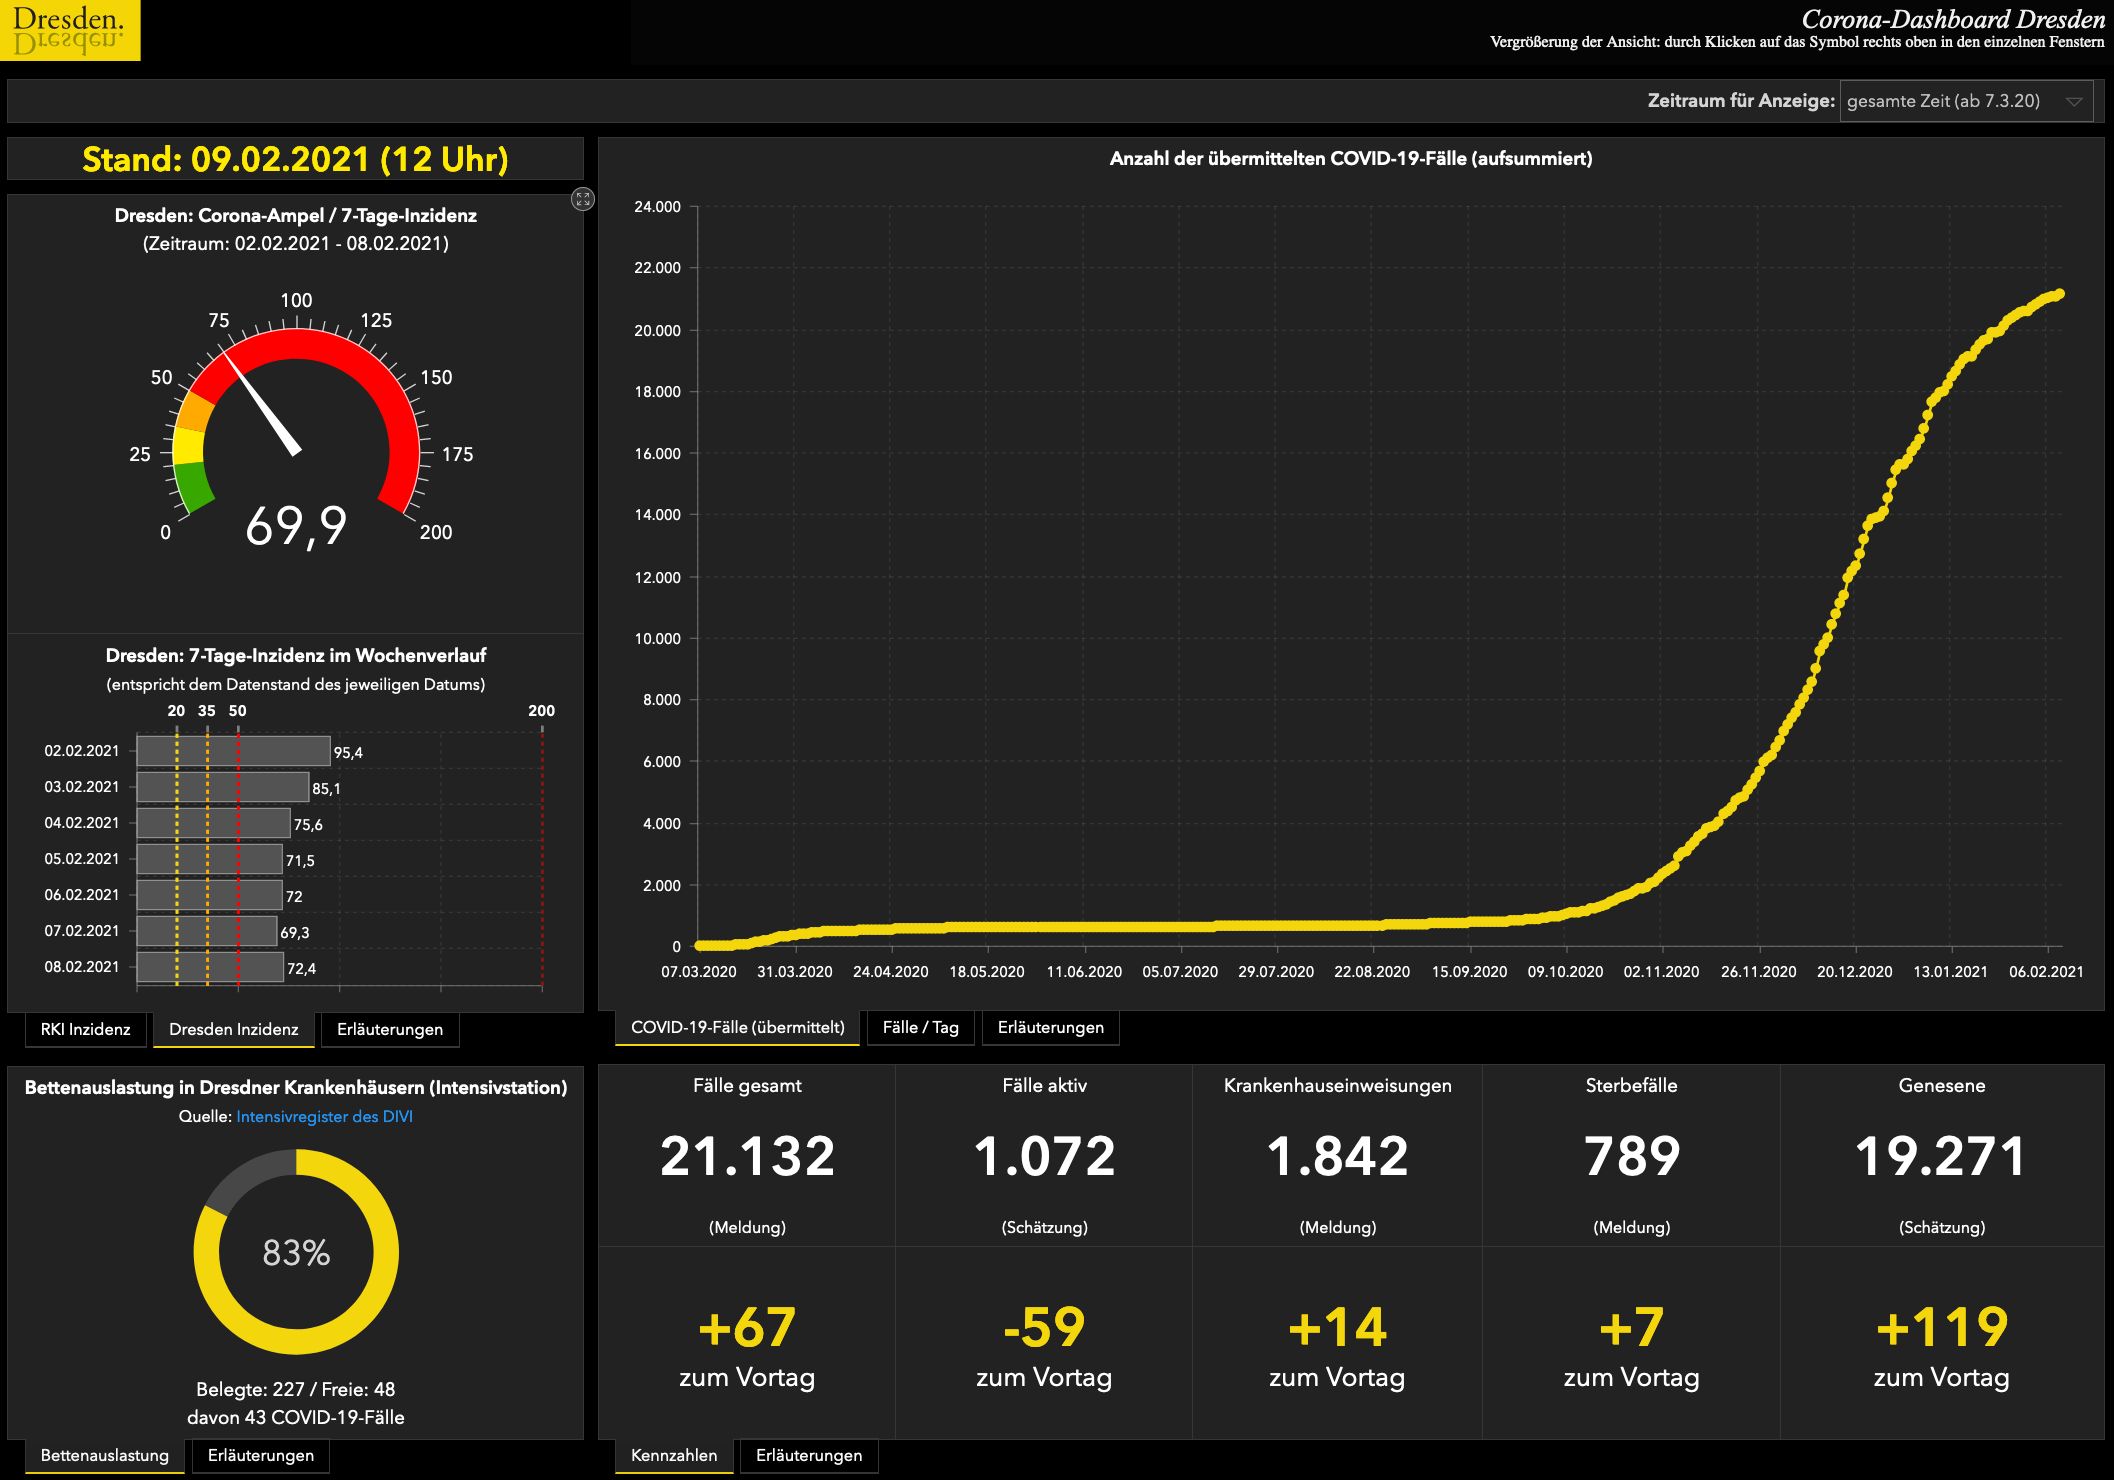 Dresden.
Dresden.
Corona-Dashboard Dresden
Vergrößerung der Ansicht: durch Klicken auf das Symbol rechts oben in den einzelnen Fenstern
Zeitraum für Anzeige: gesamte Zeit (ab 7.3.20)
Stand: 09.02.2021 (12 Uhr)
Dresden: Corona-Ampel / 7-Tage-Inzidenz
(Zeitraum: 02.02.2021 - 08.02.2021)
0
25
50
75
100
125
150
175
200
69,9
Dresden: 7-Tage-Inzidenz im Wochenverlauf
(entspricht dem Datenstand des jeweiligen Datums)
20 35 50 200
02.02.2021 95,4
03.02.2021 85,1
04.02.2021 75,6
05.02.2021 71,5
06.02.2021 72
07.02.2021 69,3
08.02.2021 72,4
RKI Inzidenz Dresden Inzidenz Erläuterungen
Anzahl der übermittelten COVID-19-Fälle (aufsummiert)
24.000
22.000
20.000
18.000
16.000
14.000
12.000
10.000
8.000
6.000
4.000
2.000
0
07.03.2020 31.03.2020 24.04.2020 18.05.2020 11.06.2020 05.07.2020 29.07.2020 22.08.2020 15.09.2020 09.10.2020 02.11.2020 26.11.2020 20.12.2020 13.01.2021 06.02.2021
COVID-19-Fälle (übermittelt) Fälle / Tag Erläuterungen
Bettenauslastung in Dresdner Krankenhäusern (Intensivstation)
Quelle: Intensivregister des DIVI
83%
Belegte: 227 / Freie: 48
davon 43 COVID-19-Fälle
Bettenauslastung Erläuterungen
Fälle gesamt Fälle aktiv Krankenhauseinweisungen Sterbefälle Genesene
21.132 1.072 1.842 789 19.271
(Meldung) (Schätzung) (Meldung) (Meldung) (Schätzung)
+67 -59 +14 +7 +119
zum Vortag zum Vortag zum Vortag zum Vortag zum Vortag
Kennzahlen Erläuterungen